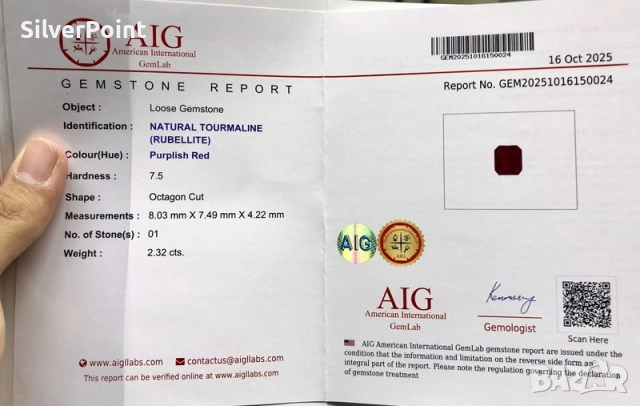 SilverPoint
AIG
American International
GemLab
GEMSTONE REPORT
Object : Loose Gemstone
Identification : NATURAL TOURMALINE
(RUBELLITE)
Colour(Hue) : Purplish Red
Hardness : 7.5
Shape : Octagon Cut
Measurements : 8.03 mm X 7.49 mm X 4.22 mm
No. of Stone(s) : 01
Weight : 2.32 cts.
www.aigllabs.com contactus@aigllabs.com
This report can be verified online at www.aigllabs.com
GEM20251016150024
16 Oct 2025
Report No. GEM20251016150024
AIG
AIG
AIG
American International
GemLab
Gemologist
Scan Here
AIG American International GemLab gemstone report are issued under the
condition that the information and limitation on the reverse side form an
integral part of the report. Please note the regulation governing the declaration
of gemstone treatment
bazar